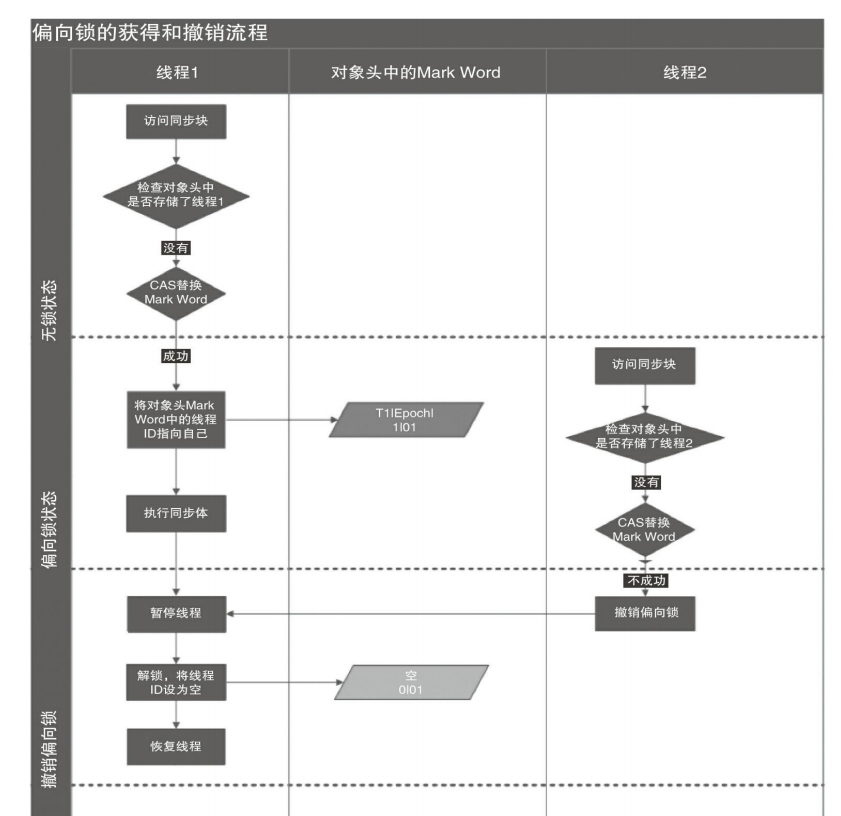 偏向锁的获得和撤销流程
线程1
对象头中的Mark Word
线程2
无锁状态
访问同步块
检查对象头中
是否存储了线程1
没有
CAS替换
Mark Word
偏向锁状态
成功
将对象头Mark
Word中的线程
ID指向自己
T1|Epoch|
1|01
执行同步体
访问同步块
检查对象头中
是否存储了线程2
没有
CAS替换
Mark Word
不成功
撤销偏向锁
撤销偏向锁
暂停线程
解锁，将线程
ID设为空
空
0|01
恢复线程